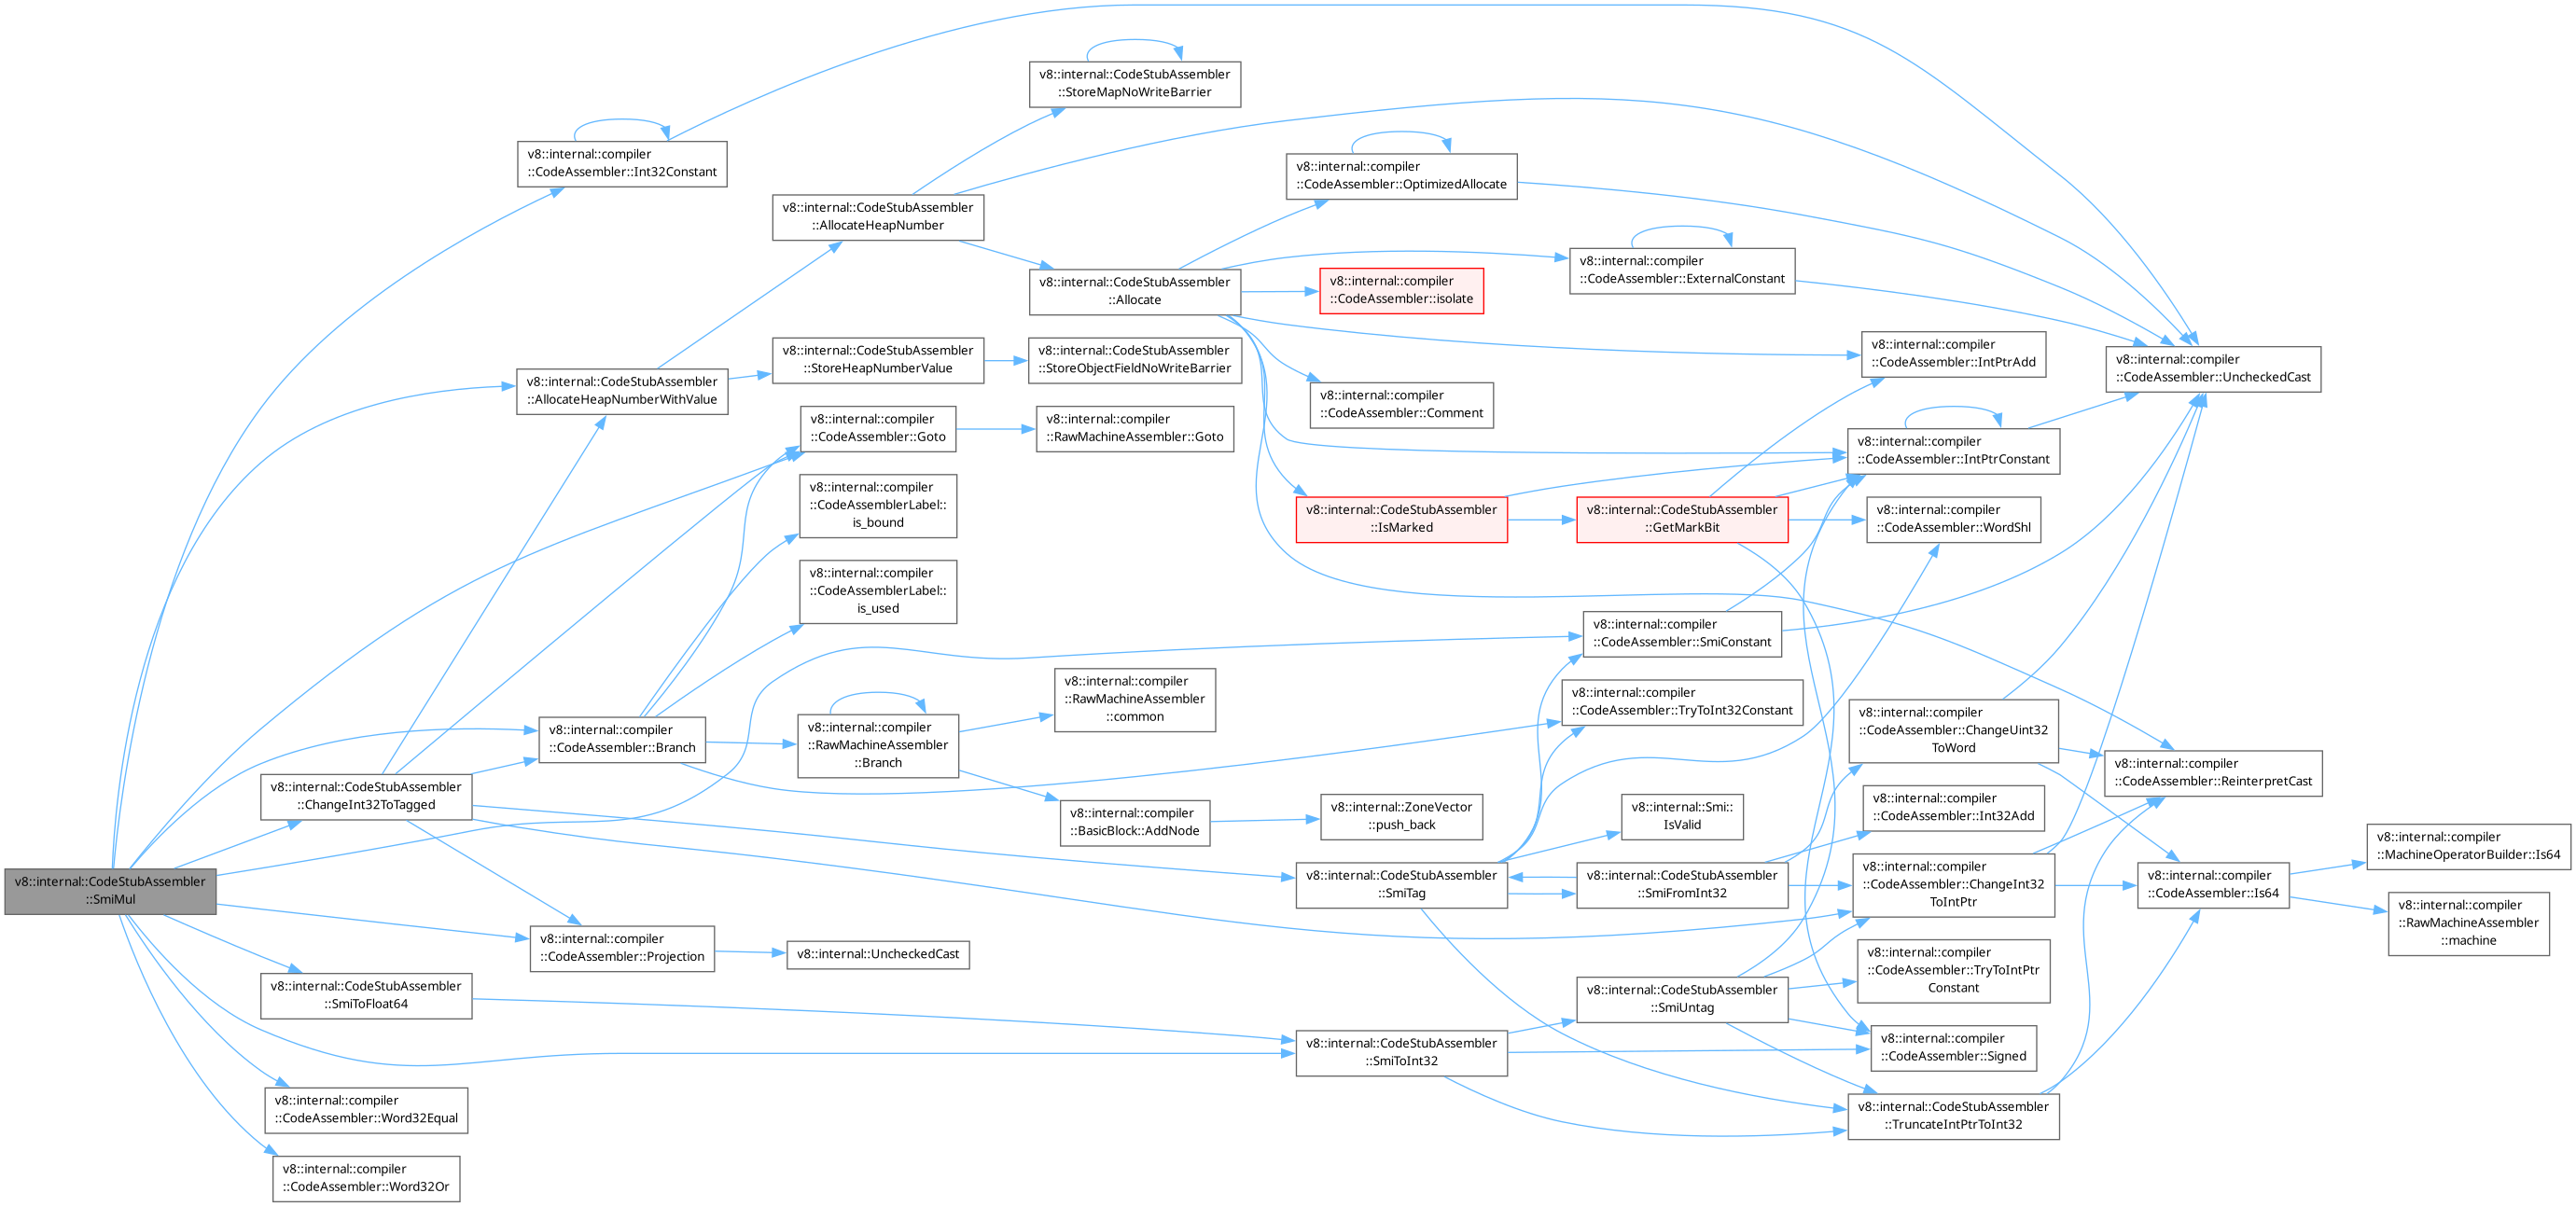 v8::internal::CodeStubAssembler
::SmiMul
v8::internal::compiler
::CodeAssembler::Int32Constant
v8::internal::CodeStubAssembler
::AllocateHeapNumberWithValue
v8::internal::CodeStubAssembler
::ChangeInt32ToTagged
v8::internal::compiler
::CodeAssembler::Branch
v8::internal::compiler
::CodeAssembler::Projection
v8::internal::CodeStubAssembler
::SmiToFloat64
v8::internal::compiler
::CodeAssembler::Word32Equal
v8::internal::compiler
::CodeAssembler::Word32Or
v8::internal::CodeStubAssembler
::AllocateHeapNumber
v8::internal::CodeStubAssembler
::StoreHeapNumberValue
v8::internal::compiler
::CodeAssembler::Goto
v8::internal::compiler
::CodeAssemblerLabel::
is_bound
v8::internal::compiler
::CodeAssemblerLabel::
is_used
v8::internal::compiler
::RawMachineAssembler
::Branch
v8::internal::UncheckedCast
v8::internal::CodeStubAssembler
::StoreMapNoWriteBarrier
v8::internal::CodeStubAssembler
::Allocate
v8::internal::CodeStubAssembler
::StoreObjectFieldNoWriteBarrier
v8::internal::compiler
::RawMachineAssembler::Goto
v8::internal::compiler
::RawMachineAssembler
::common
v8::internal::compiler
::BasicBlock::AddNode
v8::internal::compiler
::CodeAssembler::OptimizedAllocate
v8::internal::compiler
::CodeAssembler::isolate
v8::internal::compiler
::CodeAssembler::Comment
v8::internal::CodeStubAssembler
::IsMarked
v8::internal::ZoneVector
::push_back
v8::internal::CodeStubAssembler
::SmiTag
v8::internal::CodeStubAssembler
::SmiToInt32
v8::internal::compiler
::CodeAssembler::ExternalConstant
v8::internal::CodeStubAssembler
::GetMarkBit
v8::internal::compiler
::CodeAssembler::SmiConstant
v8::internal::compiler
::CodeAssembler::TryToInt32Constant
v8::internal::Smi::
IsValid
v8::internal::CodeStubAssembler
::SmiFromInt32
v8::internal::CodeStubAssembler
::SmiUntag
v8::internal::compiler
::CodeAssembler::IntPtrAdd
v8::internal::compiler
::CodeAssembler::IntPtrConstant
v8::internal::compiler
::CodeAssembler::WordShl
v8::internal::compiler
::CodeAssembler::ChangeUint32
ToWord
v8::internal::compiler
::CodeAssembler::Int32Add
v8::internal::compiler
::CodeAssembler::ChangeInt32
ToIntPtr
v8::internal::compiler
::CodeAssembler::TryToIntPtr
Constant
v8::internal::compiler
::CodeAssembler::Signed
v8::internal::CodeStubAssembler
::TruncateIntPtrToInt32
v8::internal::compiler
::CodeAssembler::UncheckedCast
v8::internal::compiler
::CodeAssembler::ReinterpretCast
v8::internal::compiler
::CodeAssembler::Is64
v8::internal::compiler
::MachineOperatorBuilder::Is64
v8::internal::compiler
::RawMachineAssembler
::machine